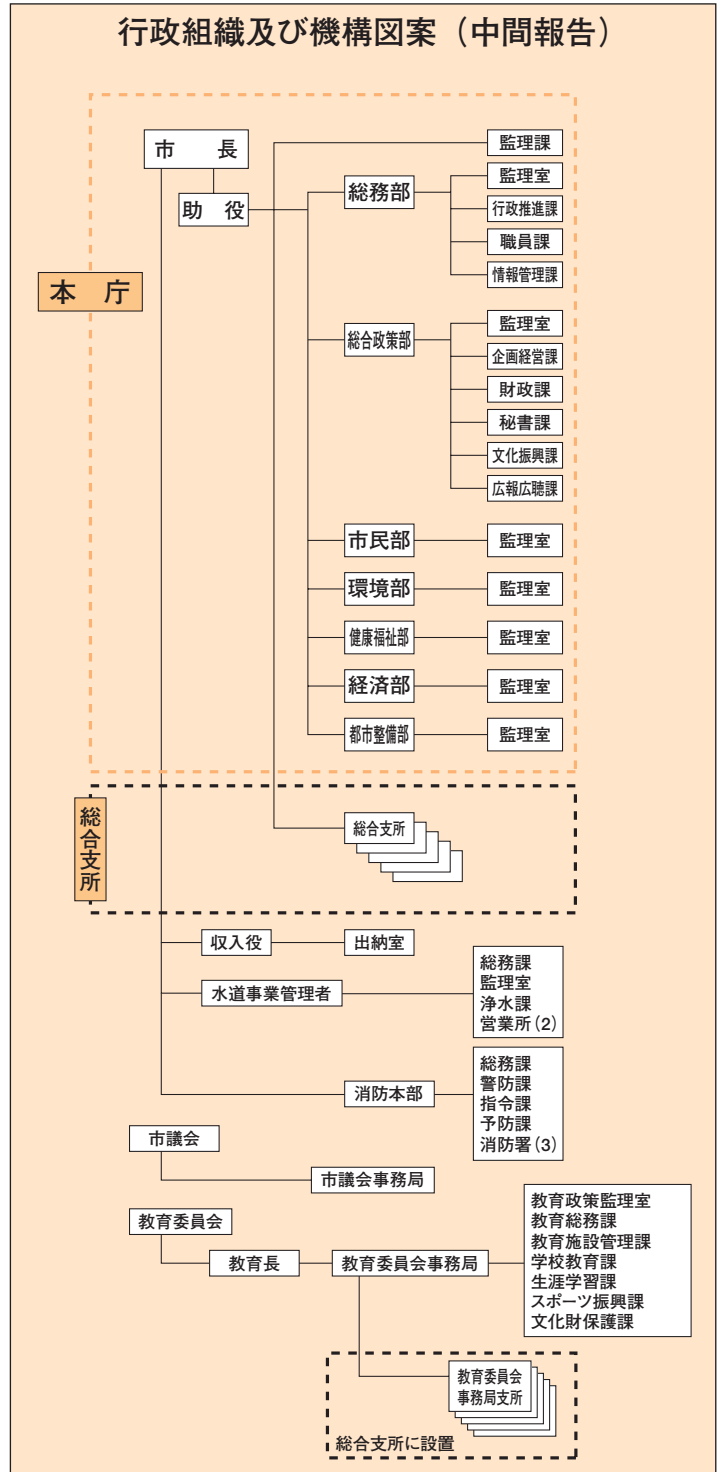 行政組織及び機構図案（中間報告）
市　長
助　役
本　庁
監理課
総務部
監理室
行政推進課
職員課
情報管理課
総合政策部
監理室
企画経営課
財政課
秘書課
文化振興課
広報広聴課
市民部
監理室
環境部
監理室
健康福祉部
監理室
経済部
監理室
都市整備部
監理室
総合支所
総合支所
収入役
出納室
水道事業管理者
総務課
監理室
浄水課
営業所(2)
消防本部
総務課
警防課
指令課
予防課
消防署(3)
市議会
市議会事務局
教育委員会
教育長
教育委員会事務局
教育政策監理室
教育総務課
教育施設管理課
学校教育課
生涯学習課
スポーツ振興課
文化財保護課
教育委員会
事務局支所
総合支所に設置